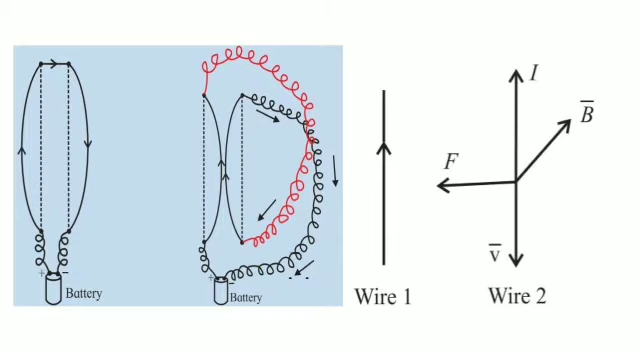 + −
Battery
+ −
Battery
I
B̅
F
v̅
Wire 1
Wire 2